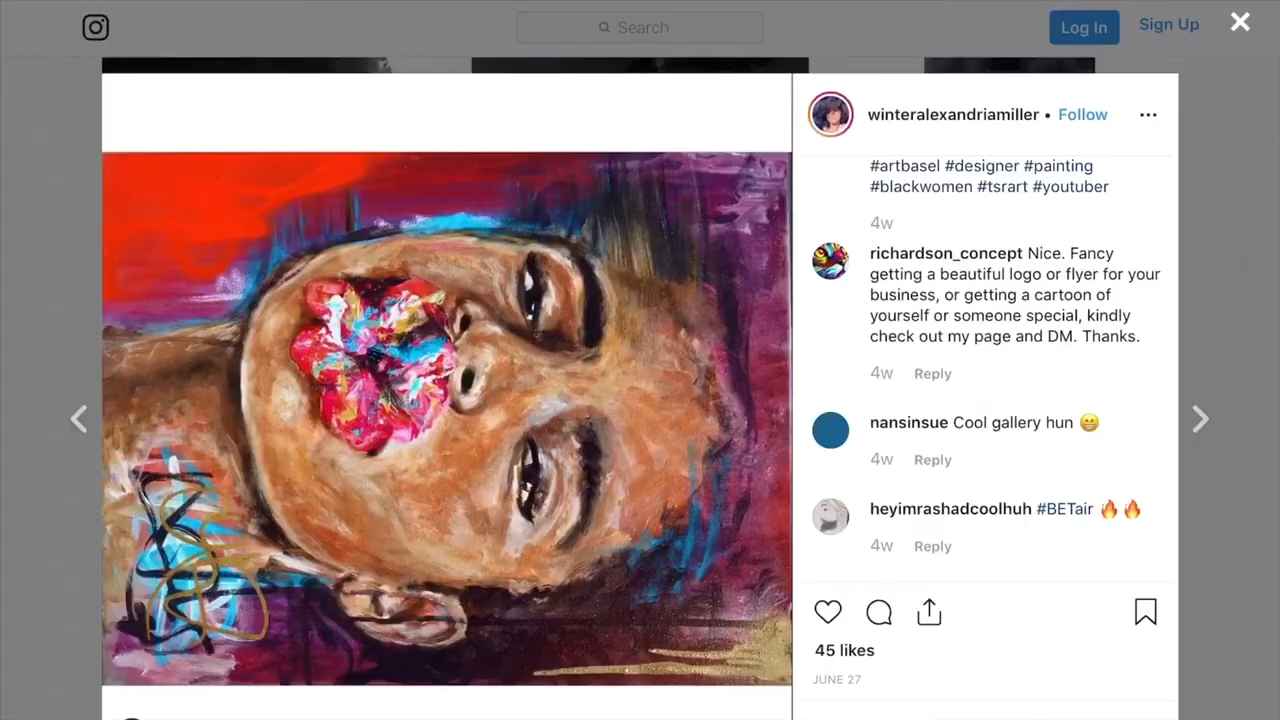 Search
Log In
Sign Up
winteralexandriamiller • Follow
#artbasel #designer #painting
#blackwomen #tsrart #youtuber
4w
richardson_concept Nice. Fancy
getting a beautiful logo or flyer for your
business, or getting a cartoon of
yourself or someone special, kindly
check out my page and DM. Thanks.
4w Reply
nansinsue Cool gallery hun 😁
4w Reply
heyimrashadcoolhuh #BETair 🔥🔥
4w Reply
45 likes
JUNE 27